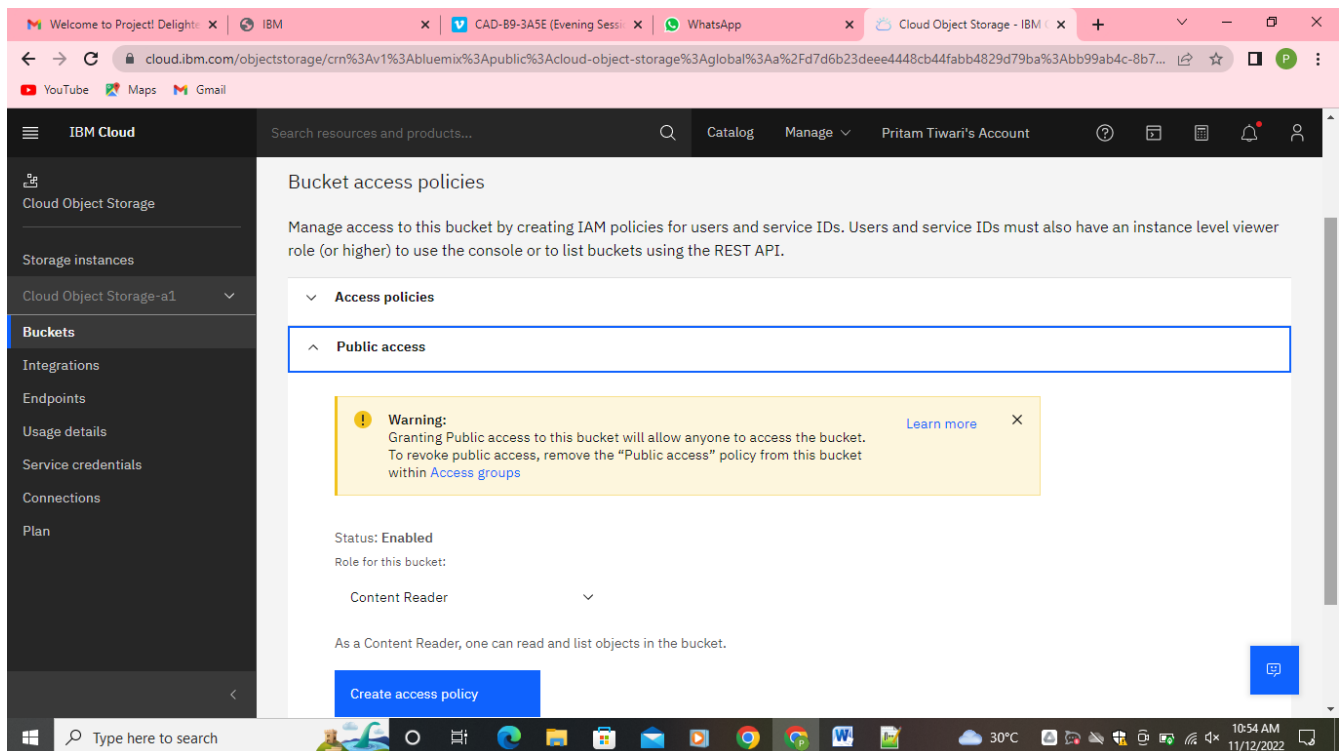 Welcome to Project! Delighte
IBM
CAD-B9-3A5E (Evening Sessi
WhatsApp
Cloud Object Storage - IBM
cloud.ibm.com/objectstorage/crn%3Av1%3Abluemix%3Apublic%3Acloud-object-storage%3Aglobal%3Aa%2Fd7d6b23deee4448cb44fabb4829d79ba%3Abb99ab4c-8b7...
P
YouTube
Maps
Gmail
IBM Cloud
Search resources and products...
Catalog
Manage
Pritam Tiwari's Account
Cloud Object Storage
Storage instances
Cloud Object Storage-a1
Buckets
Integrations
Endpoints
Usage details
Service credentials
Connections
Plan
Bucket access policies
Manage access to this bucket by creating IAM policies for users and service IDs. Users and service IDs must also have an instance level viewer
role (or higher) to use the console or to list buckets using the REST API.
Access policies
Public access
Warning:
Learn more
Granting Public access to this bucket will allow anyone to access the bucket.
To revoke public access, remove the “Public access” policy from this bucket
within Access groups
Status: Enabled
Role for this bucket:
Content Reader
As a Content Reader, one can read and list objects in the bucket.
Create access policy
Type here to search
30°C
10:54 AM
11/12/2022